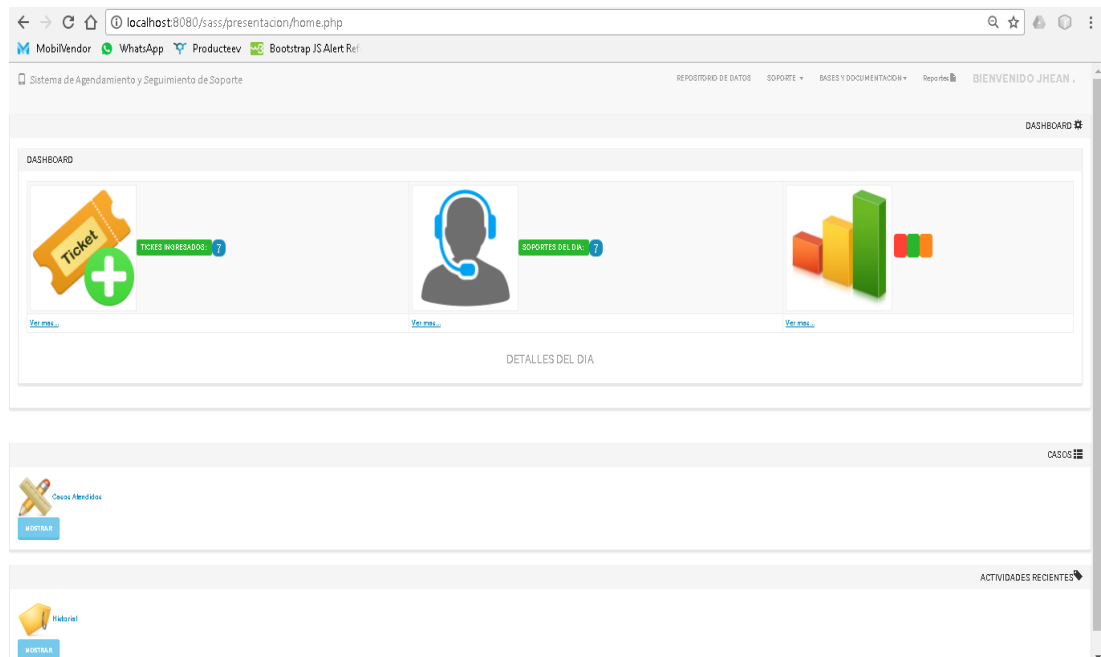 localhost:8080/sass/presentacion/home.php
MobilVendor WhatsApp Producteev Bootstrap JS Alert Ref
Sistema de Agendamiento y Seguimiento de Soporte REPOSITORIO DE DATOS SOPORTE BASES Y DOCUMENTACION Reportes BIENVENIDO JHEAN .
DASHBOARD
DASHBOARD
Ticket
TICKES INGRESADOS: 7
SOPORTES DEL DIA: 7
Ver mas... Ver mas... Ver mas...
DETALLES DEL DIA
CASOS
Casos Atendidos
MOSTRAR
ACTIVIDADES RECIENTES
Historial
MOSTRAR